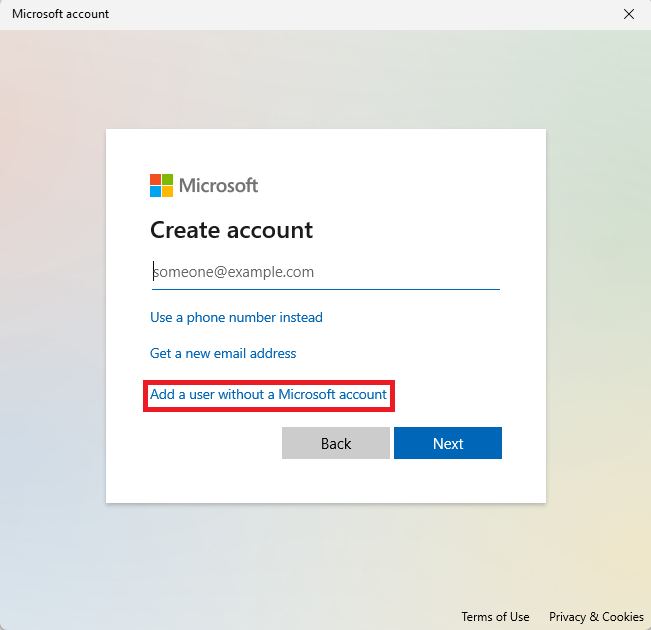 Microsoft account
Microsoft
Create account
someone@example.com
Use a phone number instead
Get a new email address
Add a user without a Microsoft account
Back Next
Terms of Use Privacy & Cookies